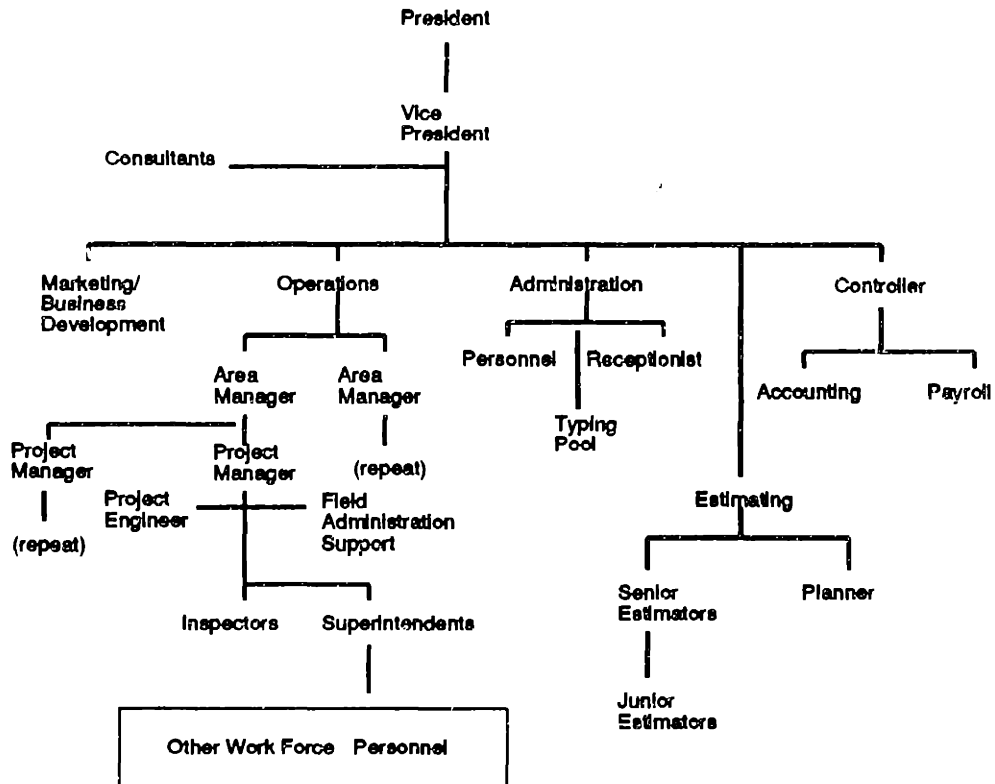 President
Vice
President
Consultants
Marketing/
Business
Development
Operations
Administration
Controller
Area
Manager
Area
Manager
Personnel
Receptionist
Typing
Pool
Accounting
Payroll
Project
Manager
(repeat)
Project
Manager
(repeat)
Project
Engineer
Field
Administration
Support
Estimating
Inspectors
Superintendents
Senior
Estimators
Planner
Junior
Estimators
Other Work Force Personnel